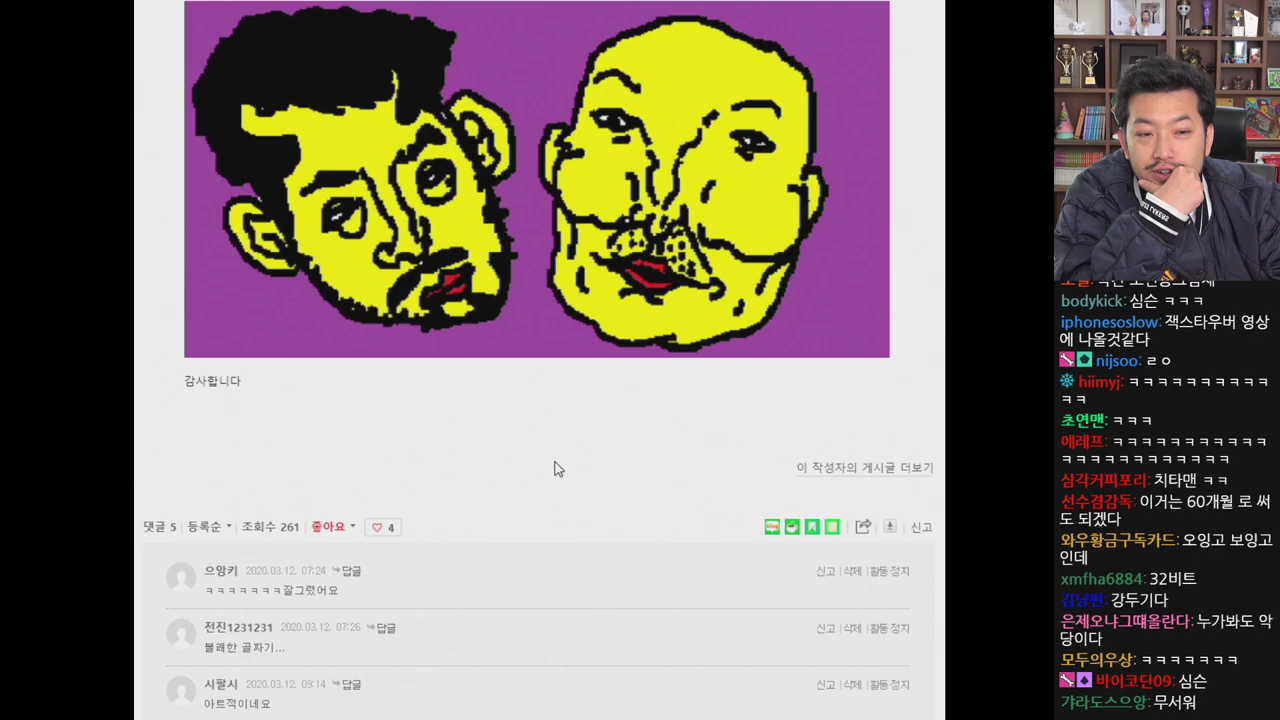 감사합니다
이 작성자의 게시글 더보기
댓글 5 등록순 조회수 261 좋아요 4
신고
으앙키 2020.03.12. 07:24 답글
신고 삭제 활동정지
ㅋㅋㅋㅋㅋㅋㅋ잘그렸어요
전진1231231 2020.03.12. 07:26 답글
신고 삭제 활동정지
불쾌한 골짜기...
시팔시 2020.03.12. 09:14 답글
신고 삭제 활동정지
아트적이네요
bodykick: 심슨 ㅋㅋㅋ
iphonesoslow: 잭스타우버 영상
에 나올것같다
nijsoo: ㄹㅇ
hiimyj: ㅋㅋㅋㅋㅋㅋㅋㅋㅋㅋ
ㅋㅋ
초연맨: ㅋㅋㅋ
에레프: ㅋㅋㅋㅋㅋㅋㅋㅋㅋㅋㅋ
ㅋㅋㅋㅋㅋㅋㅋㅋㅋㅋㅋㅋ
삼각커피포리: 치타맨 ㅋㅋ
선수겸감독: 이거는 60개월 로 써
도 되겠다
와우황금구독카드: 오잉고 보잉고
인데
xmfha6884: 32비트
강두기다
은제오냐그떄올란다: 누가봐도 악
당이다
모두의우상: ㅋㅋㅋㅋㅋㅋㅋ
바이코딘09: 심슨
갸라도스으앙: 무서워